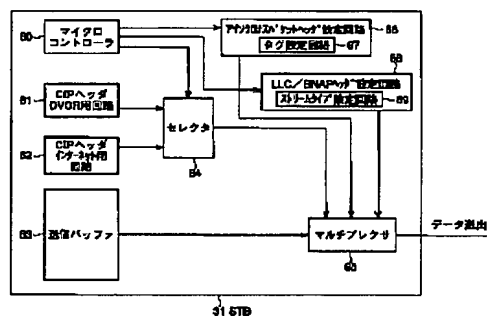 60
マイクロ
コントローラ
アイソクロナスパケットヘッダ設定回路
66
タグ設定回路
67
68
LLC/SNAPヘッダ設定回路
ストリームタイプ設定回路
69
61
CIPヘッダ
DVCR用回路
セレクタ
64
62
CIPヘッダ
インターネット用
回路
63
送信バッファ
マルチプレクサ
データ送出
31 STB